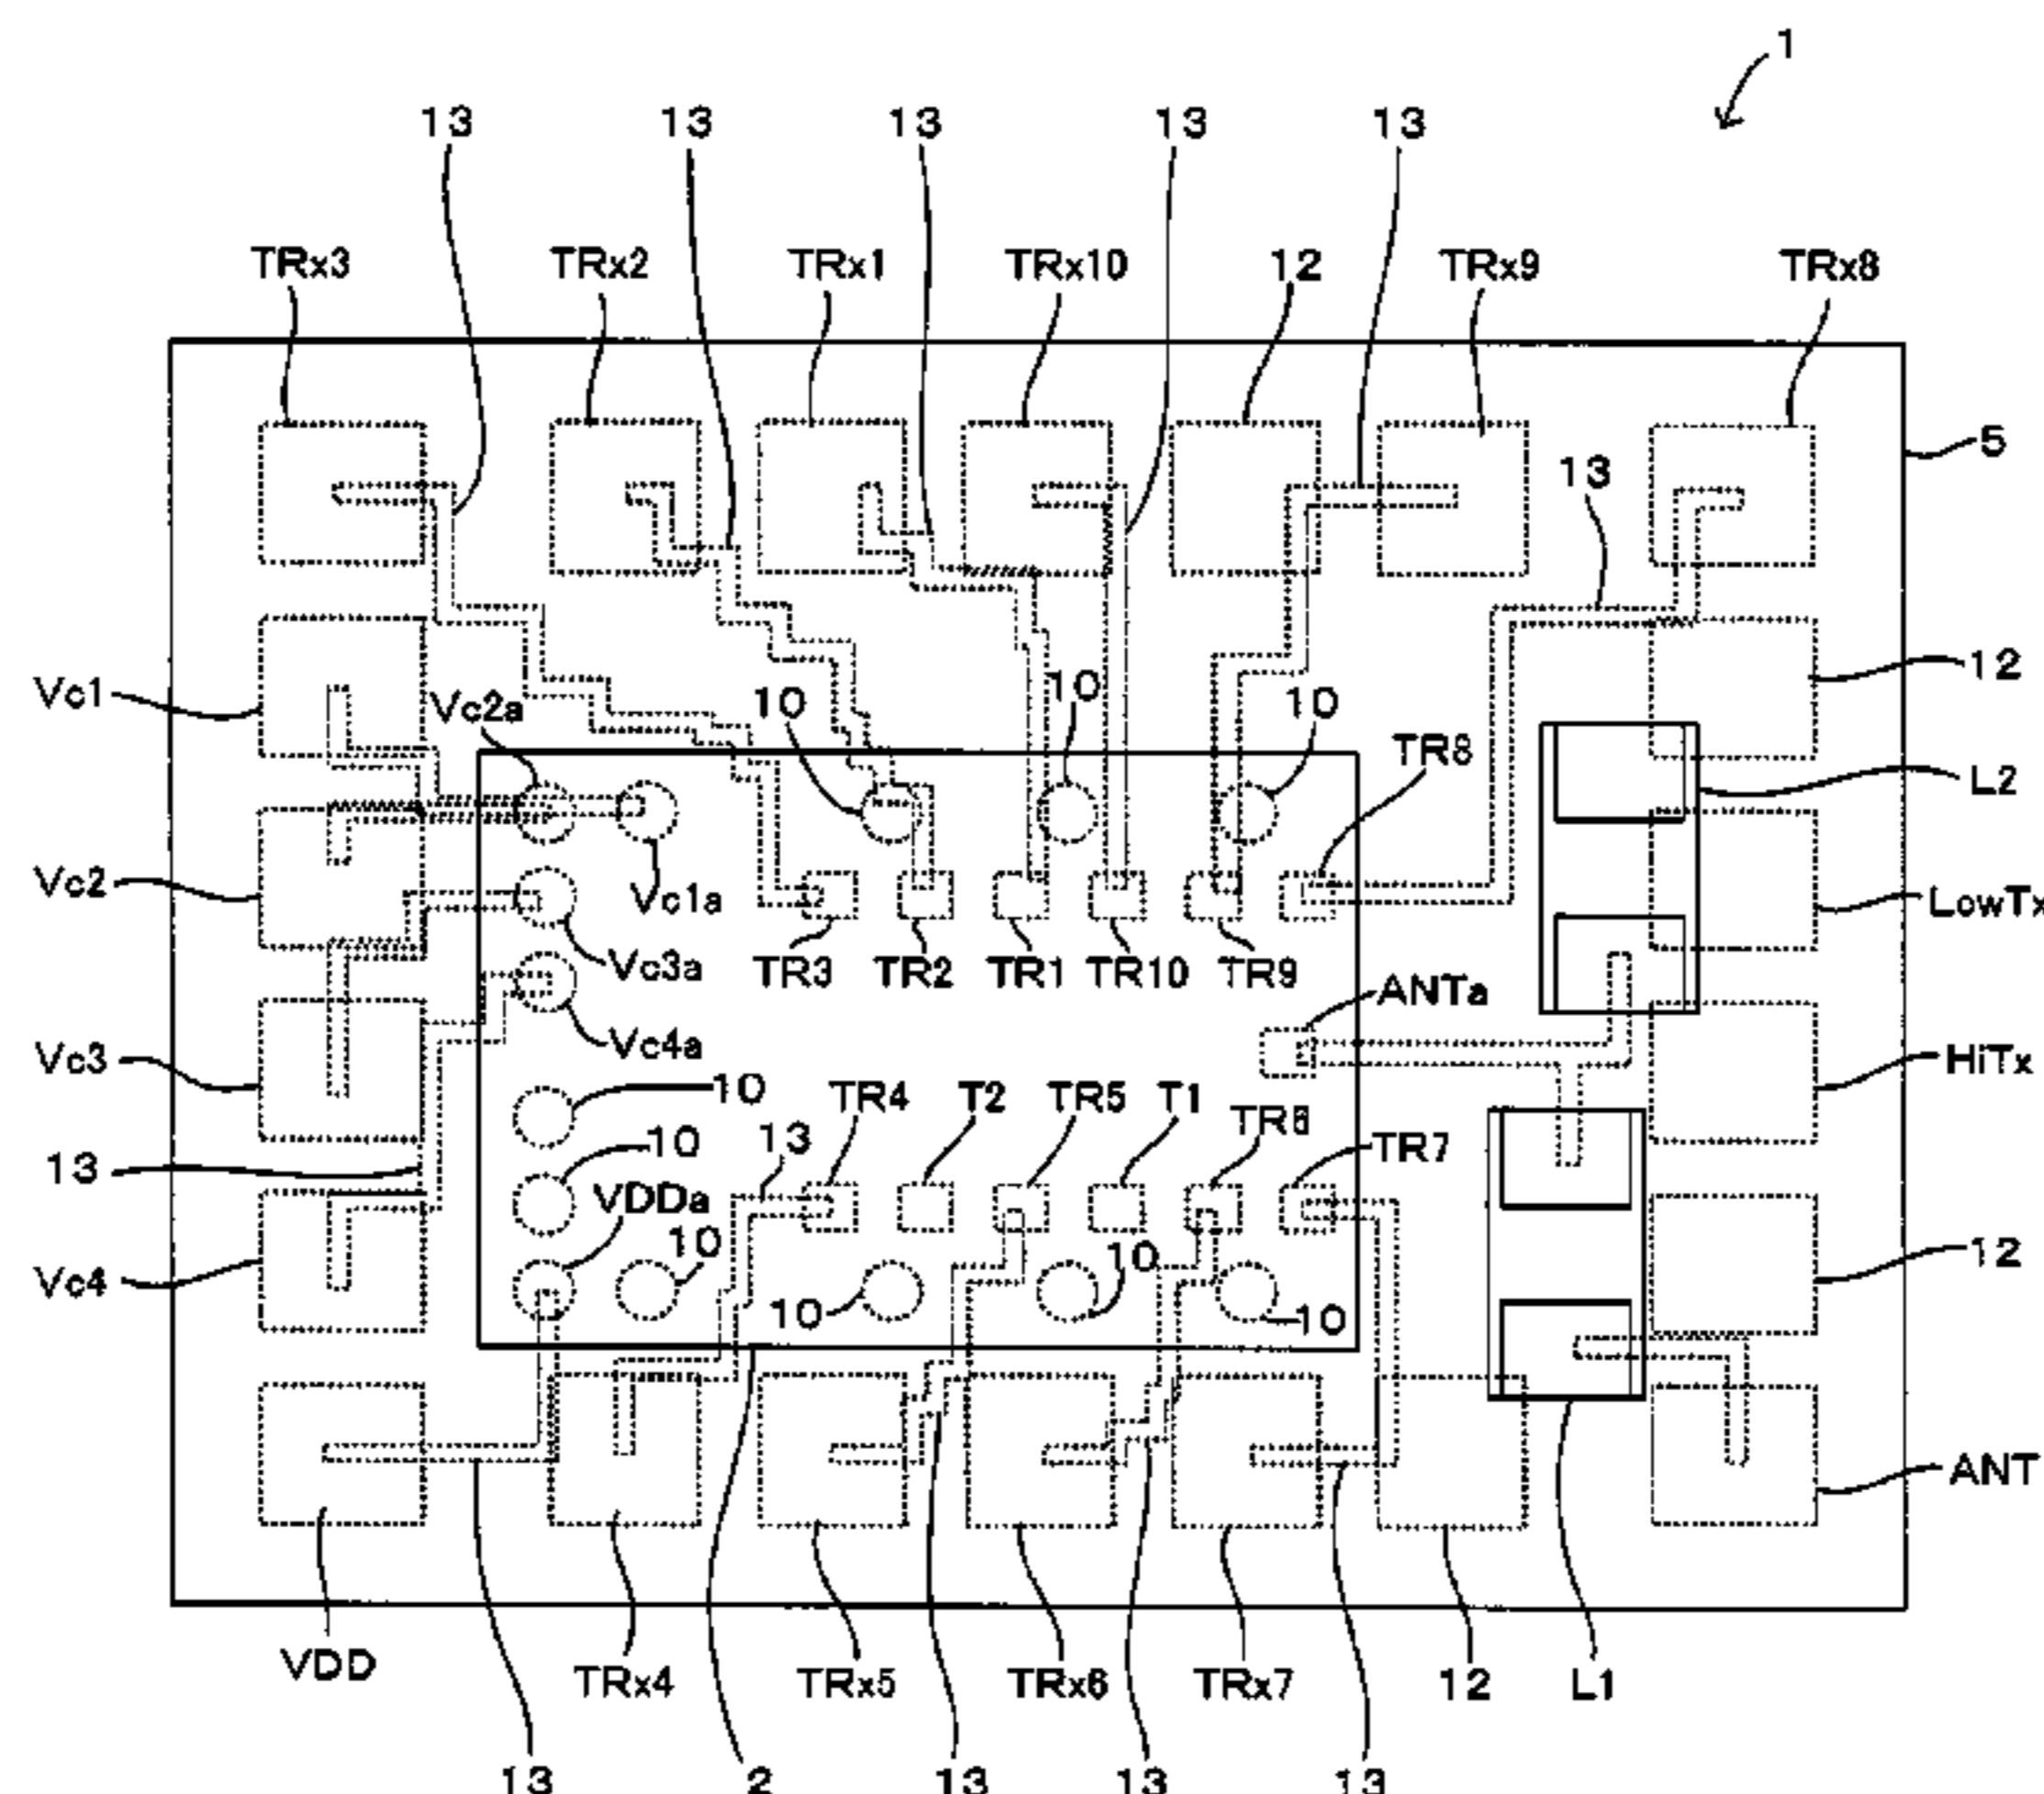 1
13 13 13 13 13
TRx3 TRx2 TRx1 TRx10 12 TRx9 TRx8
5
13
Vc1 Vc2a 10 10 10 12
TR8
L2
Vc2 Vc1a LowTx
Vc3a TR3 TR2 TR1 TR10 TR9
ANTa
Vc4a
Vc3 HiTx
10 TR4 T2 TR5 T1 TR6
10 13 TR7
13
VDDa
10 10 12
Vc4
10 10
ANT
VDD TRx4 TRx5 TRx6 TRx7 12 L1
13 2 13 13 13